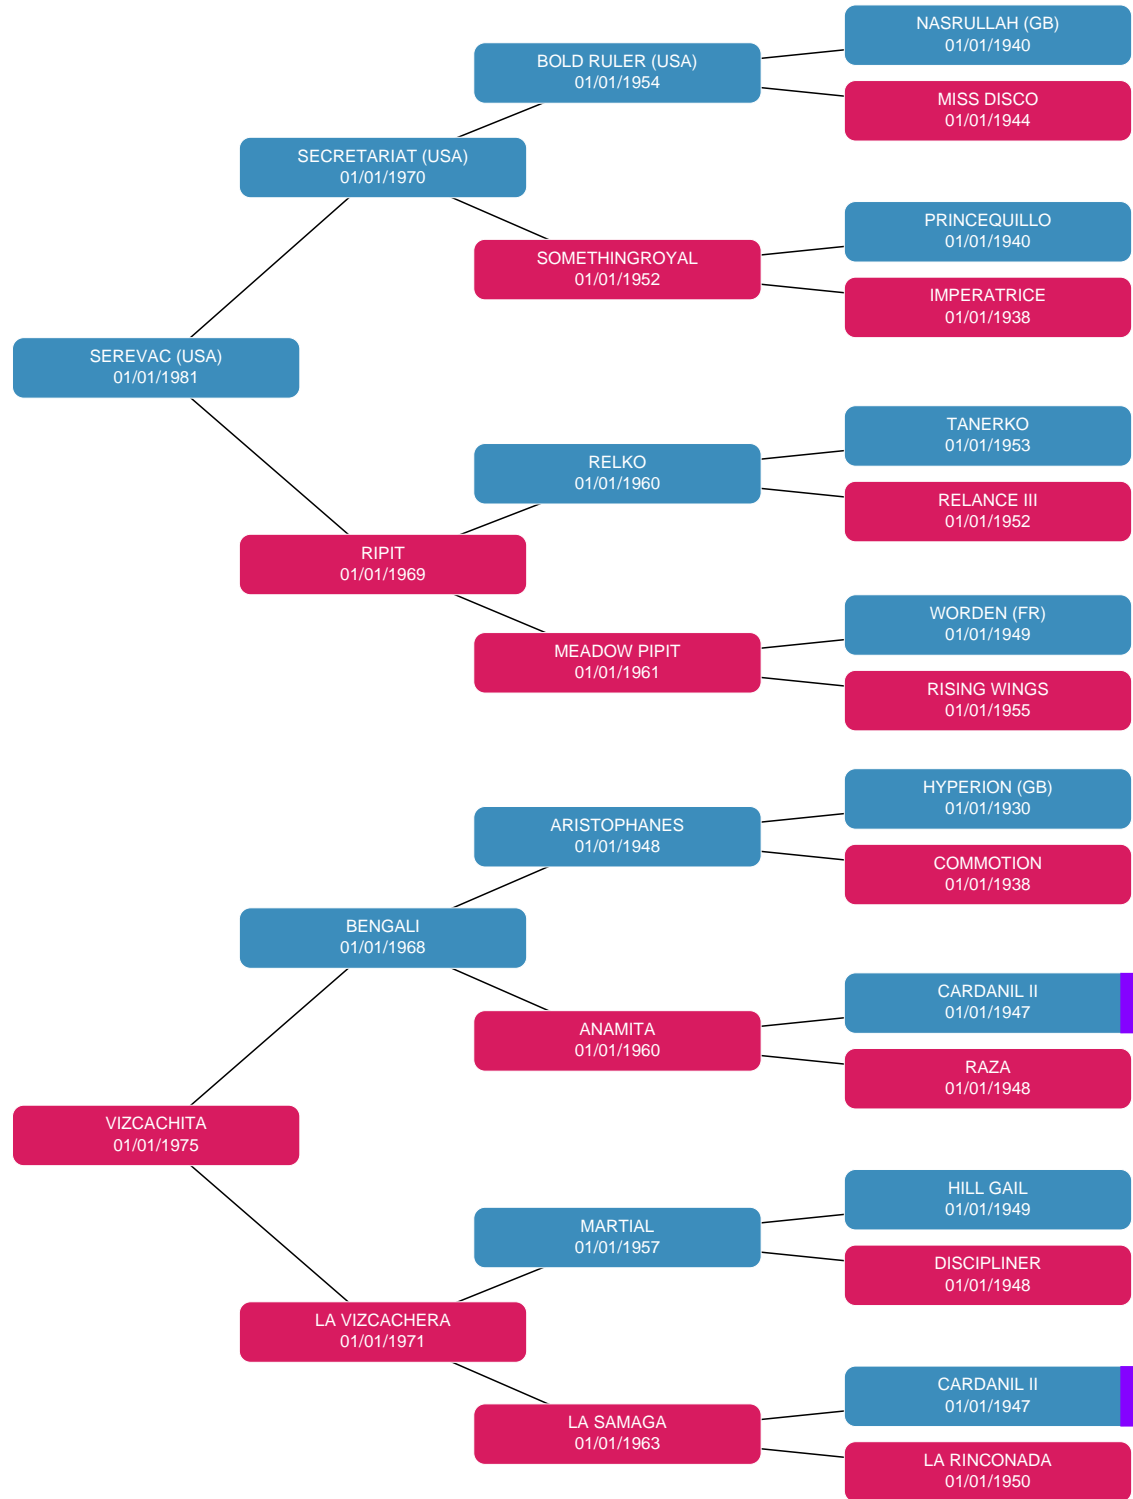 NASRULLAH (GB)
01/01/1940
BOLD RULER (USA)
01/01/1954
MISS DISCO
01/01/1944
SECRETARIAT (USA)
01/01/1970
PRINCEQUILLO
01/01/1940
SOMETHINGROYAL
01/01/1952
IMPERATRICE
01/01/1938
SEREVAC (USA)
01/01/1981
TANERKO
01/01/1953
RELKO
01/01/1960
RELANCE III
01/01/1952
RIPIT
01/01/1969
WORDEN (FR)
01/01/1949
MEADOW PIPIT
01/01/1961
RISING WINGS
01/01/1955
HYPERION (GB)
01/01/1930
ARISTOPHANES
01/01/1948
COMMOTION
01/01/1938
BENGALI
01/01/1968
CARDANIL II
01/01/1947
ANAMITA
01/01/1960
RAZA
01/01/1948
VIZCACHITA
01/01/1975
HILL GAIL
01/01/1949
MARTIAL
01/01/1957
DISCIPLINER
01/01/1948
LA VIZCACHERA
01/01/1971
CARDANIL II
01/01/1947
LA SAMAGA
01/01/1963
LA RINCONADA
01/01/1950